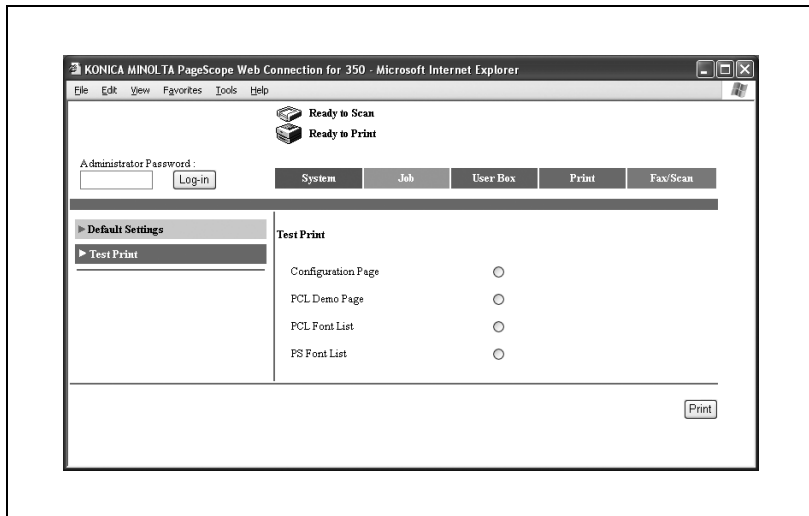 KONICA MINOLTA PageScope Web Connection for 350 - Microsoft Internet Explorer
File Edit View Favorites Tools Help
Ready to Scan
Ready to Print
Administrator Password :
Log-in
System Job User Box Print Fax/Scan
Default Settings
Test Print
Test Print
Configuration Page
PCL Demo Page
PCL Font List
PS Font List
Print